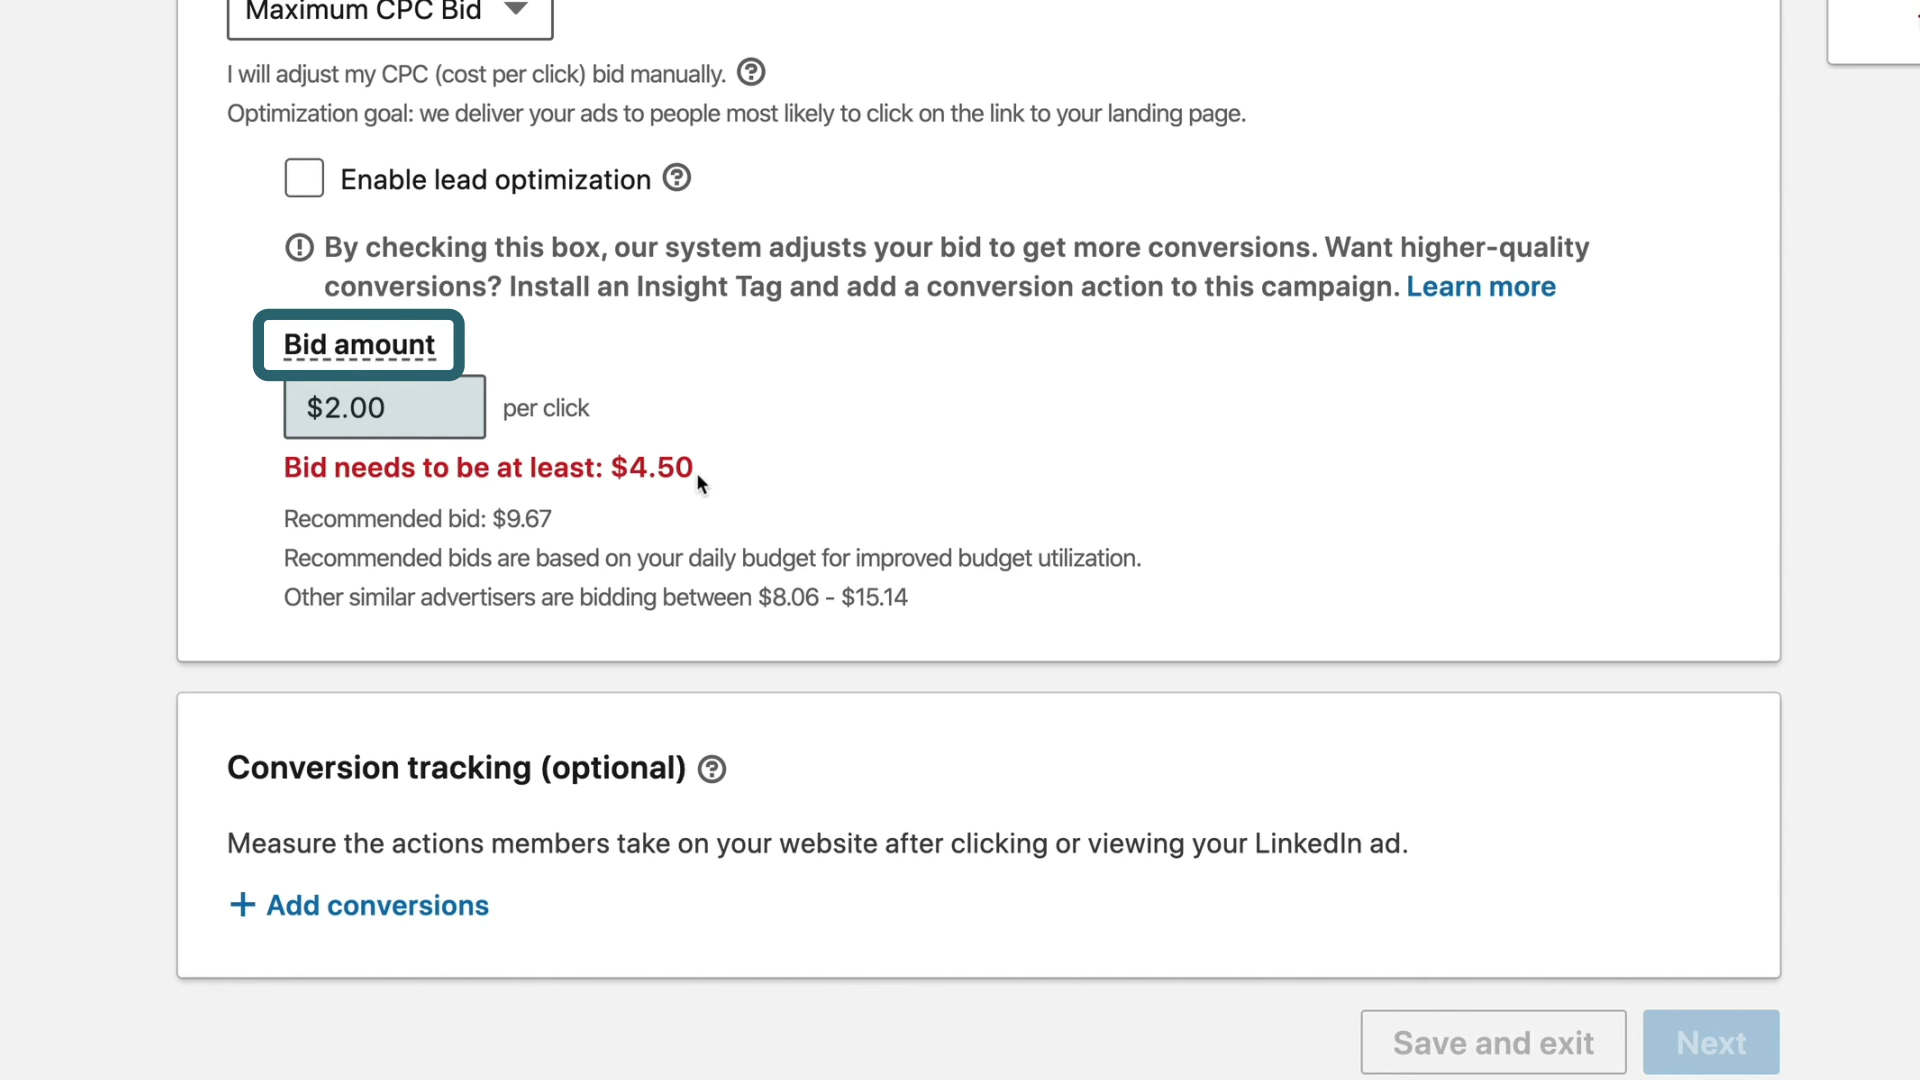 Maximum CPC Bid
I will adjust my CPC (cost per click) bid manually.
Optimization goal: we deliver your ads to people most likely to click on the link to your landing page.
Enable lead optimization
By checking this box, our system adjusts your bid to get more conversions. Want higher-quality
conversions? Install an Insight Tag and add a conversion action to this campaign. Learn more
Bid amount
$2.00 per click
Bid needs to be at least: $4.50
Recommended bid: $9.67
Recommended bids are based on your daily budget for improved budget utilization.
Other similar advertisers are bidding between $8.06 - $15.14
Conversion tracking (optional)
Measure the actions members take on your website after clicking or viewing your LinkedIn ad.
+ Add conversions
Save and exit Next